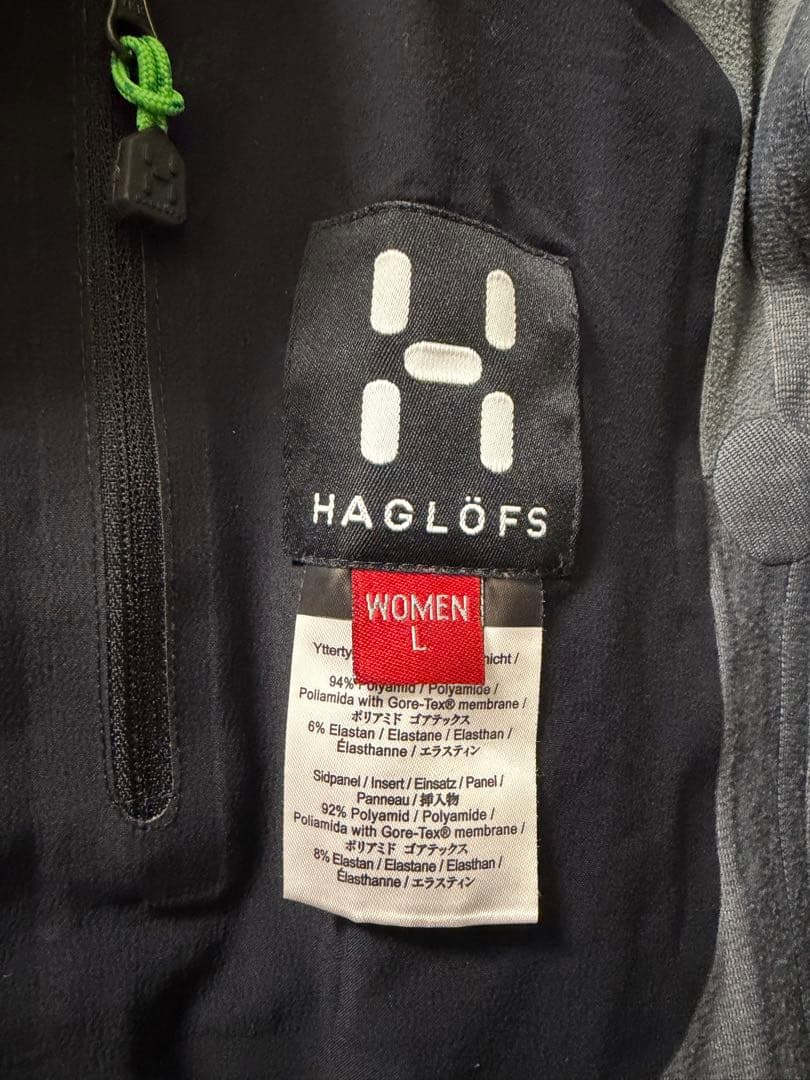 HAGLÖFS
WOMEN
L
nicht /
94% Polyamid / Polyamide /
Poliamida with Gore-Tex® membrane /
ポリアミド ゴアテックス
6% Elastan / Elastane / Elasthan /
Élasthanne / エラスティン
Sidpanel / Insert / Einsatz / Panel /
Panneau / 挿入物
92% Polyamid / Polyamide /
Poliamida with Gore-Tex® membrane /
ポリアミド ゴアテックス
8% Elastan / Elastane / Elasthan /
Élasthanne / エラスティン